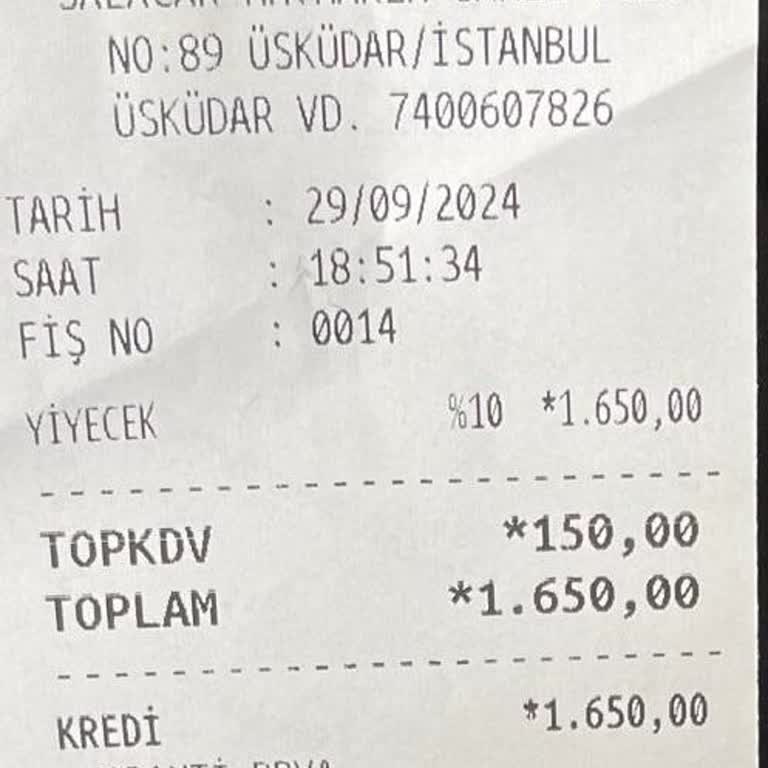 NO:89 ÜSKÜDAR/İSTANBUL
ÜSKÜDAR VD. 7400607826
TARİH : 29/09/2024
SAAT : 18:51:34
FİŞ NO : 0014
YİYECEK %10 *1.650,00
TOPKDV *150,00
TOPLAM *1.650,00
KREDİ *1.650,00